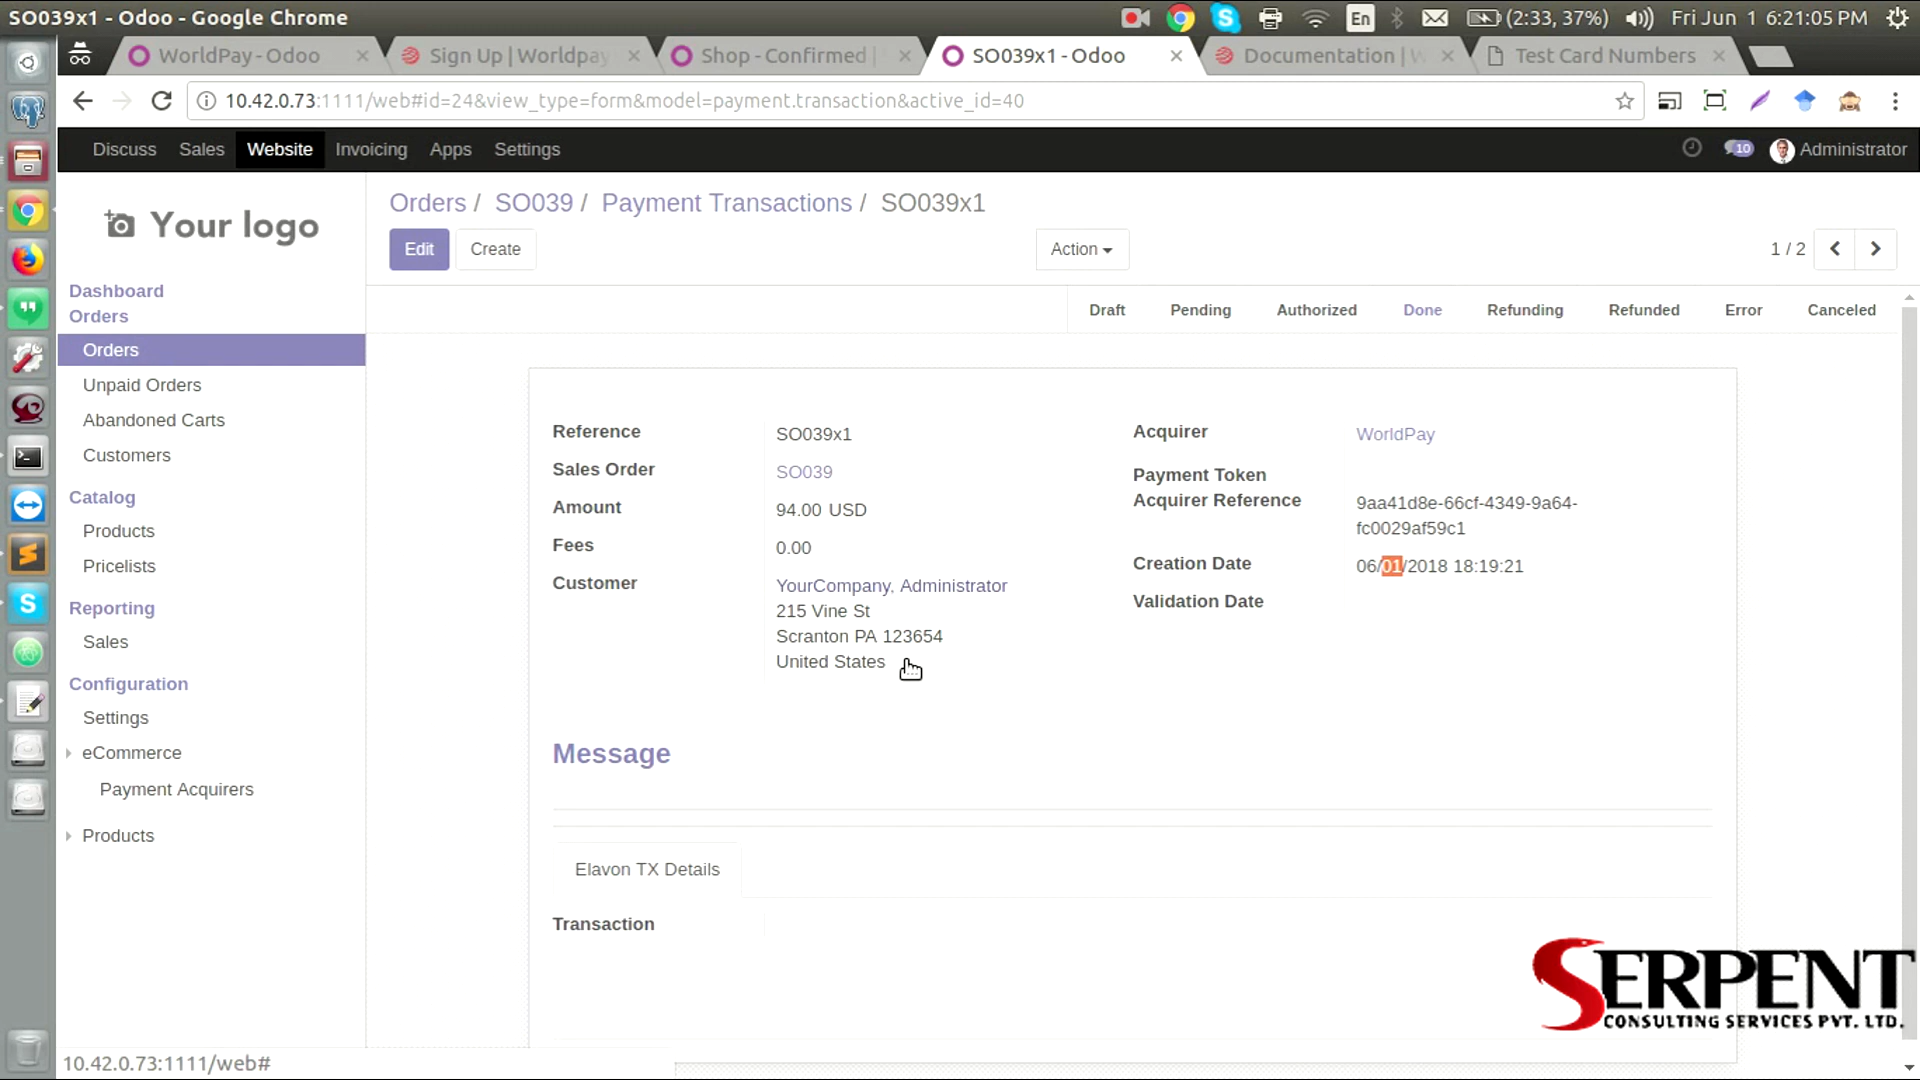 SO039x1 - Odoo - Google Chrome
En
(2:33, 37%)
Fri Jun 1 6:21:05 PM
WorldPay - Odoo
Sign Up | Worldpay
Shop - Confirmed |
SO039x1 - Odoo
Documentation | W
Test Card Numbers
10.42.0.73:1111/web#id=24&view_type=form&model=payment.transaction&active_id=40
Discuss
Sales
Website
Invoicing
Apps
Settings
10
Administrator
Your logo
Orders / SO039 / Payment Transactions / SO039x1
Edit
Create
Action
1 / 2
Dashboard
Orders
Orders
Unpaid Orders
Abandoned Carts
Customers
Catalog
Products
Pricelists
Reporting
Sales
Configuration
Settings
eCommerce
Payment Acquirers
Products
Draft
Pending
Authorized
Done
Refunding
Refunded
Error
Canceled
Reference
SO039x1
Sales Order
SO039
Amount
94.00 USD
Fees
0.00
Customer
YourCompany, Administrator
215 Vine St
Scranton PA 123654
United States
Acquirer
WorldPay
Payment Token
Acquirer Reference
9aa41d8e-66cf-4349-9a64-
fc0029af59c1
Creation Date
06/01/2018 18:19:21
Validation Date
Message
Elavon TX Details
Transaction
SERPENT
CONSULTING SERVICES PVT. LTD.
10.42.0.73:1111/web#